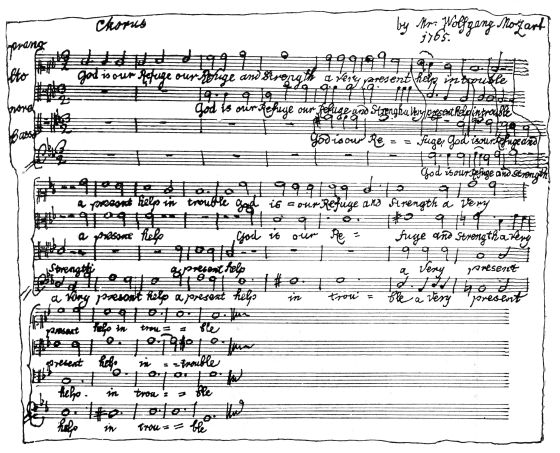 Chorus
by Mr. Wolfgang Mozart
1765.
God is our Refuge our Refuge and Strength a very present help in trouble
God is our Refuge our Refuge and Strength a Very present help in trouble
God is our Re = = fuge, God is our Refuge and
God is our Refuge and strength
a present help in trouble God is = our Refuge and Strength a Very
a present help God is our Re = fuge and Strength a Very
Strength a present help a Very present
a very present help a present help in trou = ble a very present
present help in trou = = ble
present help in = = trouble
help. in trou = = ble
help in trou = = ble